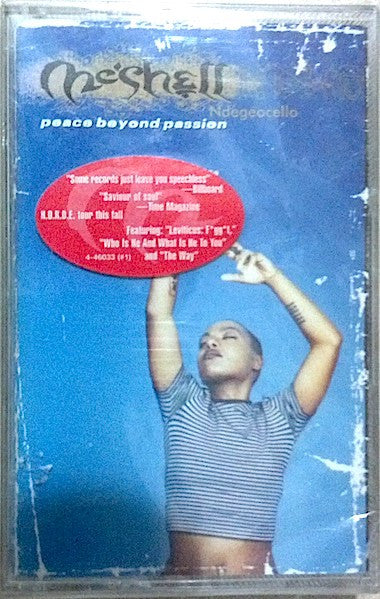 Me'Shell
Ndegeocello
peace beyond passion
"Some records just leave you speechless"
—Billboard
"Saviour of soul"
—Time Magazine
H.O.R.D.E. tour this fall
Featuring: "Leviticus: F*gg*t,"
"Who Is He And What Is He To You"
4-46033 (#1) and "The Way"